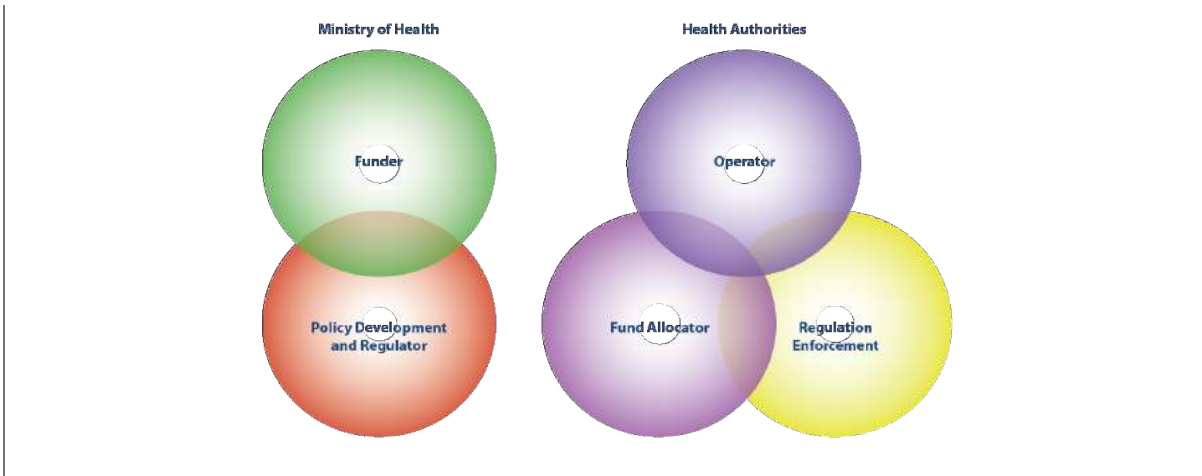 Ministry of Health
Health Authorities
Funder
Operator
Policy Development
and Regulator
Fund Allocator
Regulation
Enforcement